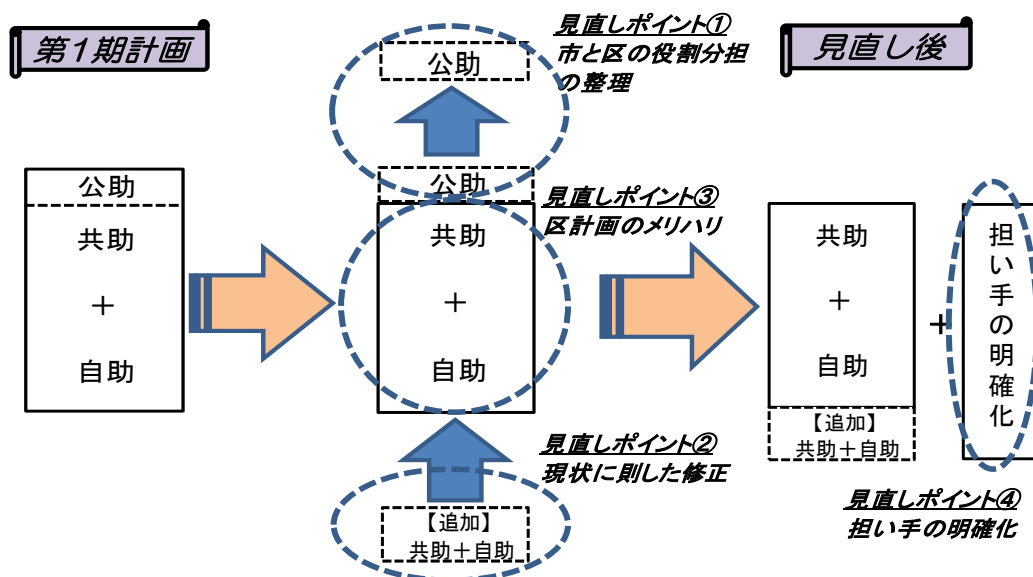 第1期計画
公助
共助
+
自助
公助
見直しポイント①
市と区の役割分担
の整理
公助
見直しポイント③
区計画のメリハリ
共助
+
自助
見直しポイント②
現状に則した修正
【追加】
共助+自助
見直し後
共助
+
自助
【追加】
共助+自助
+
担い手の明確化
見直しポイント④
担い手の明確化